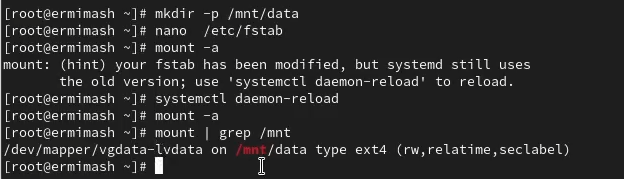 [root@ermimash ~]# mkdir -p /mnt/data
[root@ermimash ~]# nano  /etc/fstab
[root@ermimash ~]# mount -a
mount: (hint) your fstab has been modified, but systemd still uses
       the old version; use 'systemctl daemon-reload' to reload.
[root@ermimash ~]# systemctl daemon-reload
[root@ermimash ~]# mount -a
[root@ermimash ~]# mount | grep /mnt
/dev/mapper/vgdata-lvdata on /mnt/data type ext4 (rw,relatime,seclabel)
[root@ermimash ~]#